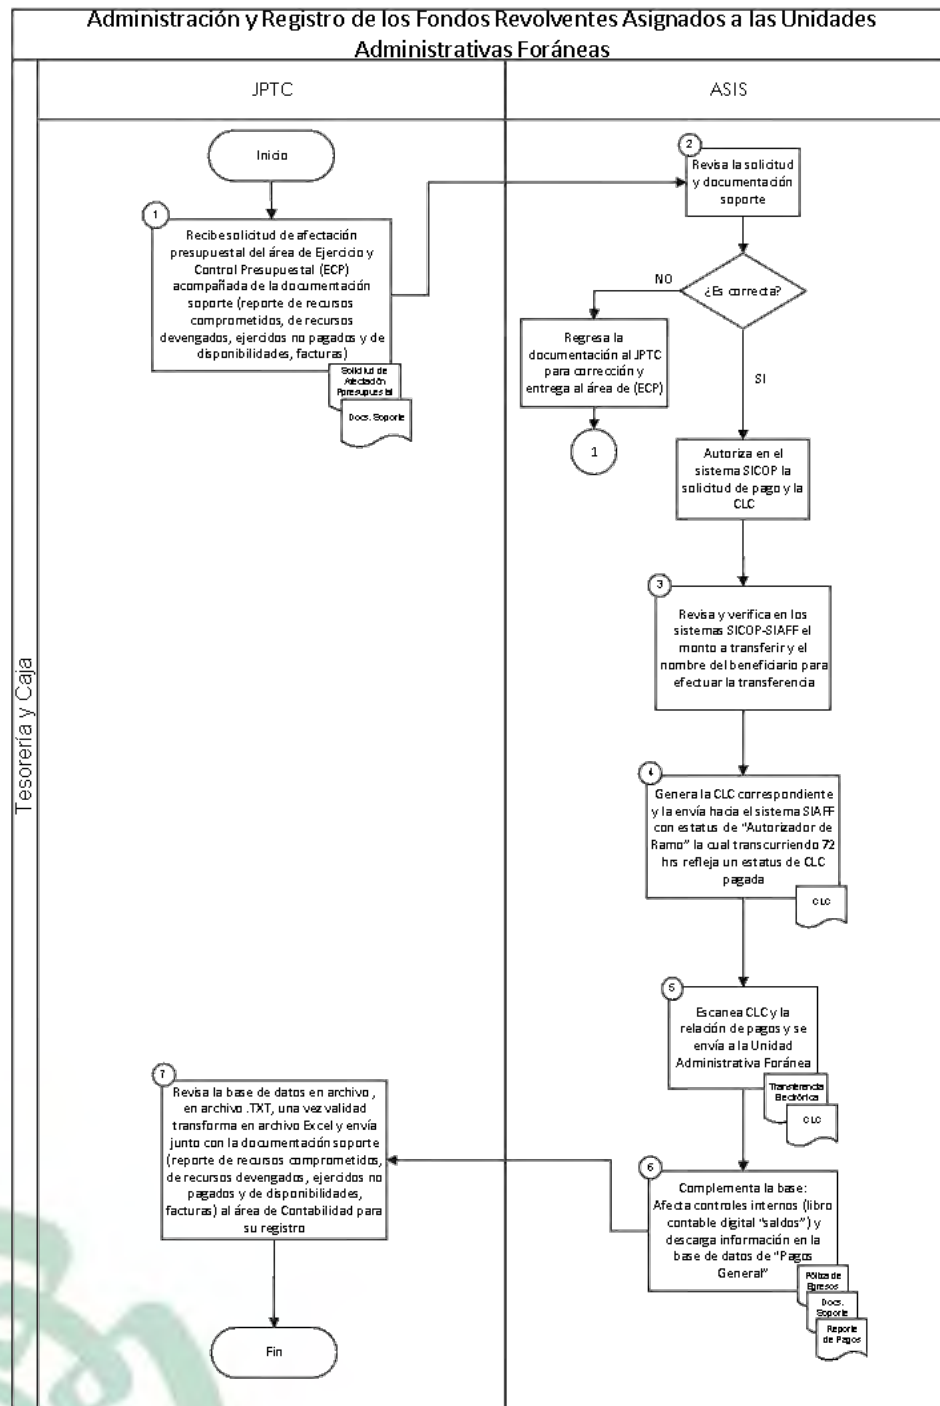 Administración y Registro de los Fondos Revolventes Asignados a las Unidades
Administrativas Foráneas
Tesorería y Caja
JPTC
ASIS
Inicio
1
Recibe solicitud de afectación
presupuestal del área de Ejercicio y
Control Presupuestal (ECP)
acompañada de la documentación
soporte (reporte de recursos
comprometidos, de recursos
devengados, ejercidos no pagados y de
disponibilidades, facturas)
Solicitud de
Afectación
Docs. Soporte
2
Revisa la solicitud
y documentación
soporte
¿Es correcta?
NO
Regresa la
documentación al JPTC
para corrección y
entrega al área de (ECP)
1
SI
Autoriza en el
sistema SICOP la
solicitud de pago y la
CLC
3
Revisa y verifica en los
sistemas SICOP-SIAFF el
monto a transferir y el
nombre del beneficiario para
efectuar la transferencia
4
Genera la CLC correspondiente
y la envía hacia el sistema SIAFF
con estatus de “Autorizador de
Ramo” la cual transcurriendo 72
hrs refleja un estatus de CLC
pagada
CLC
5
Escanea CLC y la
relación de pagos y se
envía a la Unidad
Administrativa Foránea
Transferencia
Electrónica
CLC
6
Complementa la base:
Afecta controles internos (libro
contable digital “saldos”) y
descarga información en la
base de datos de “Pagos
General”
Póliza de
Egresos
Docs.
Soporte
Reporte
de Pagos
7
Revisa la base de datos en archivo ,
en archivo .TXT, una vez validad
transforma en archivo Excel y envía
junto con la documentación soporte
(reporte de recursos comprometidos,
de recursos devengados, ejercidos no
pagados y de disponibilidades,
facturas) al área de Contabilidad para
su registro
Fin